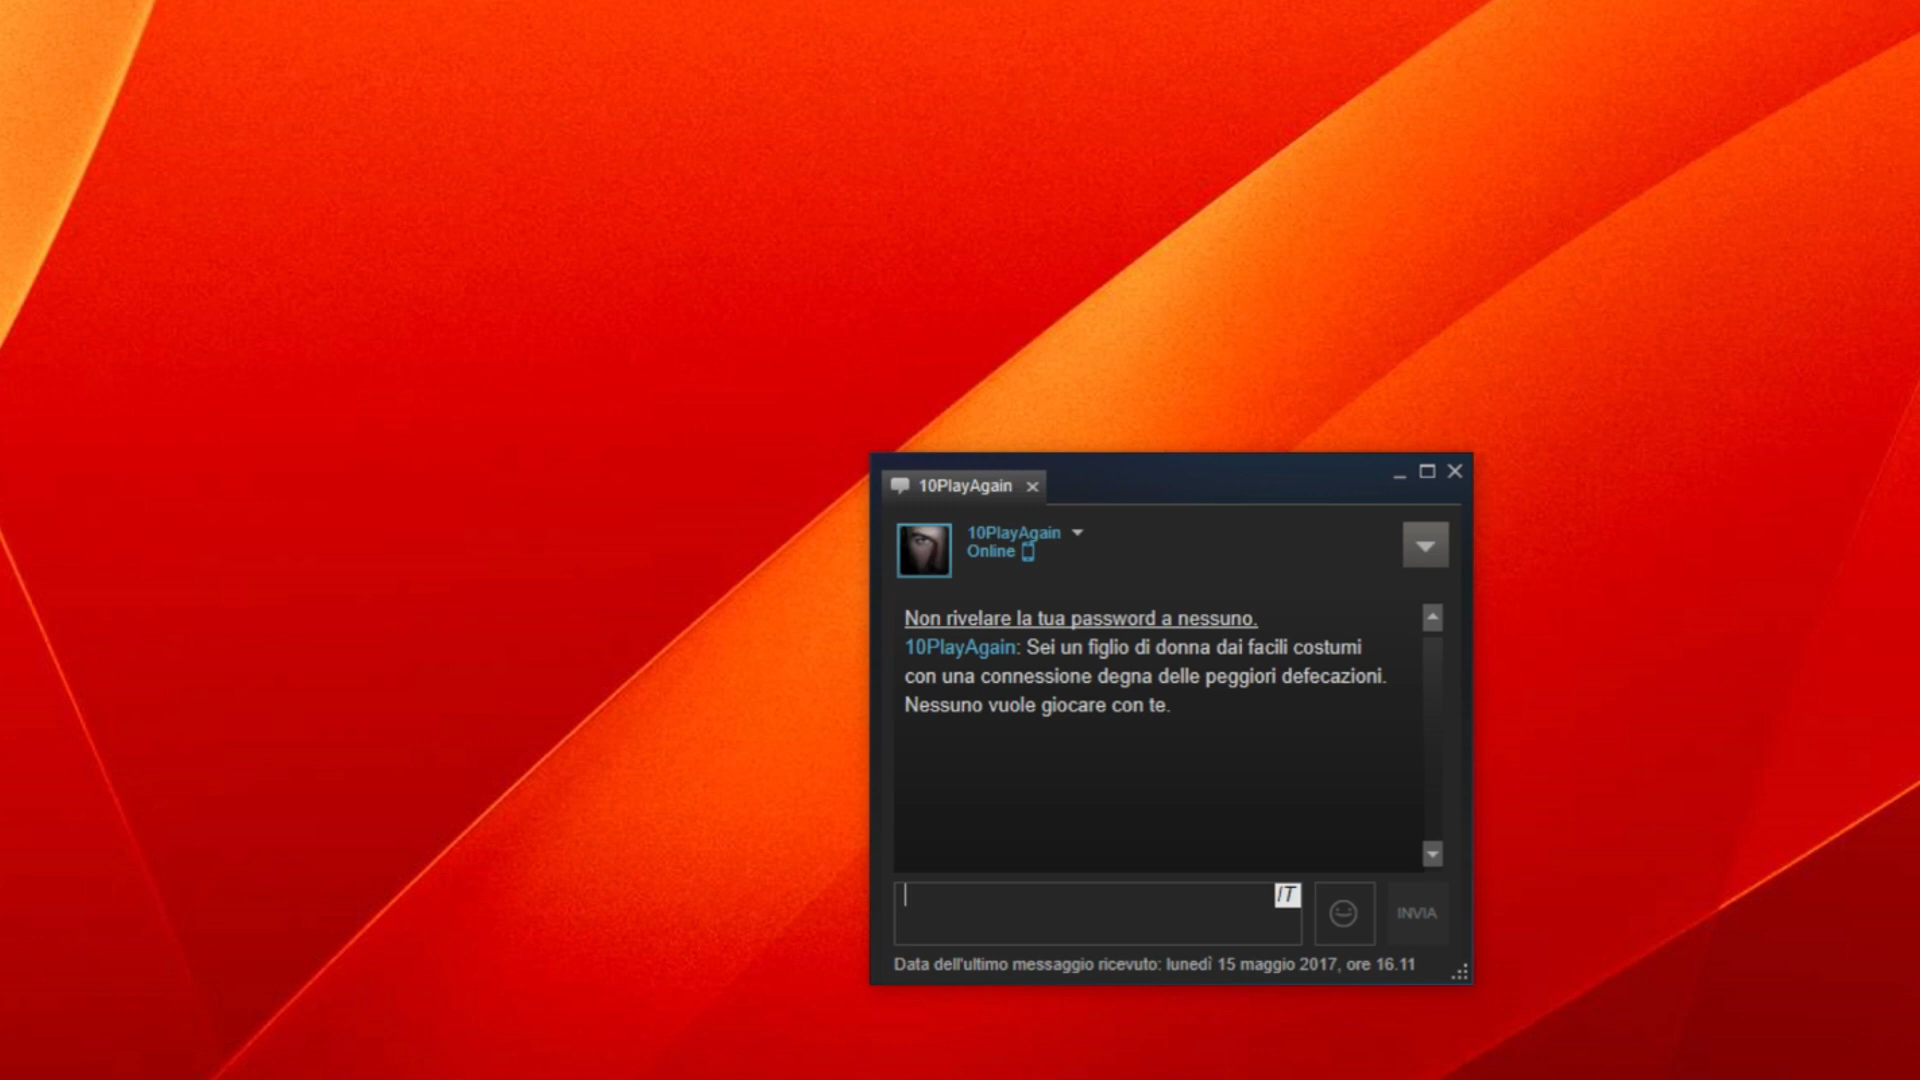 10PlayAgain
10PlayAgain
Online
Non rivelare la tua password a nessuno.
10PlayAgain: Sei un figlio di donna dai facili costumi
con una connessione degna delle peggiori defecazioni.
Nessuno vuole giocare con te.
IT
INVIA
Data dell'ultimo messaggio ricevuto: lunedì 15 maggio 2017, ore 16.11